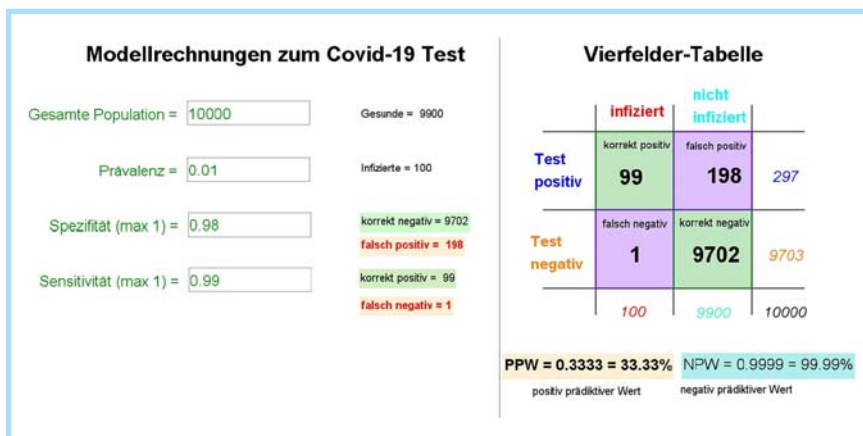 Modellrechnungen zum Covid-19 Test
Gesamte Population = 10000
Gesunde = 9900
Prävalenz = 0.01
Infizierte = 100
Spezifität (max 1) = 0.98
korrekt negativ = 9702
falsch positiv = 198
Sensitivität (max 1) = 0.99
korrekt positiv = 99
falsch negativ = 1
Vierfelder-Tabelle
infiziert
nicht
infiziert
Test
positiv
korrekt positiv
99
falsch positiv
198
297
Test
negativ
falsch negativ
1
korrekt negativ
9702
9703
100
9900
10000
PPW = 0.3333 = 33.33%
NPW = 0.9999 = 99.99%
positiv prädiktiver Wert
negativ prädiktiver Wert